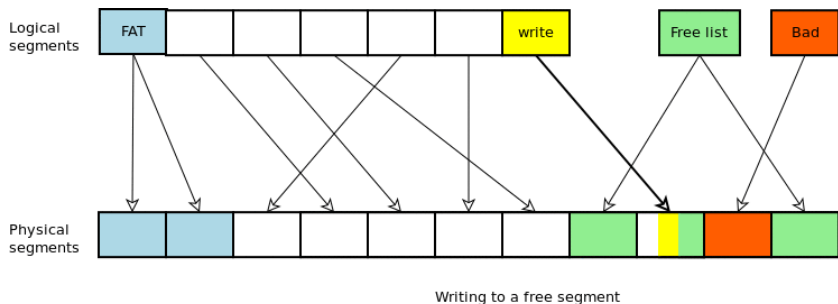 Logical
segments
FAT
write
Free list
Bad
Physical
segments
Writing to a free segment